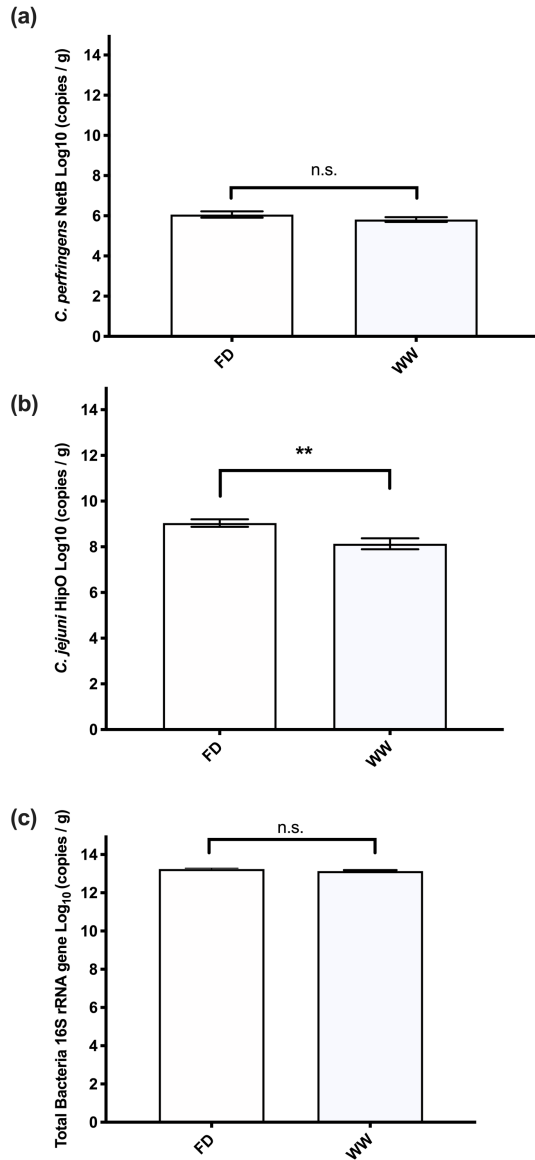 (a)
C. perfringens NetB Log10 (copies / g)
14
12
10
8
6
4
2
0
n.s.
FD
WW
(b)
C. jejuni HipO Log10 (copies / g)
14
12
10
8
6
4
2
0
**
FD
WW
(c)
Total Bacteria 16S rRNA gene Log10 (copies / g)
14
12
10
8
6
4
2
0
n.s.
FD
WW